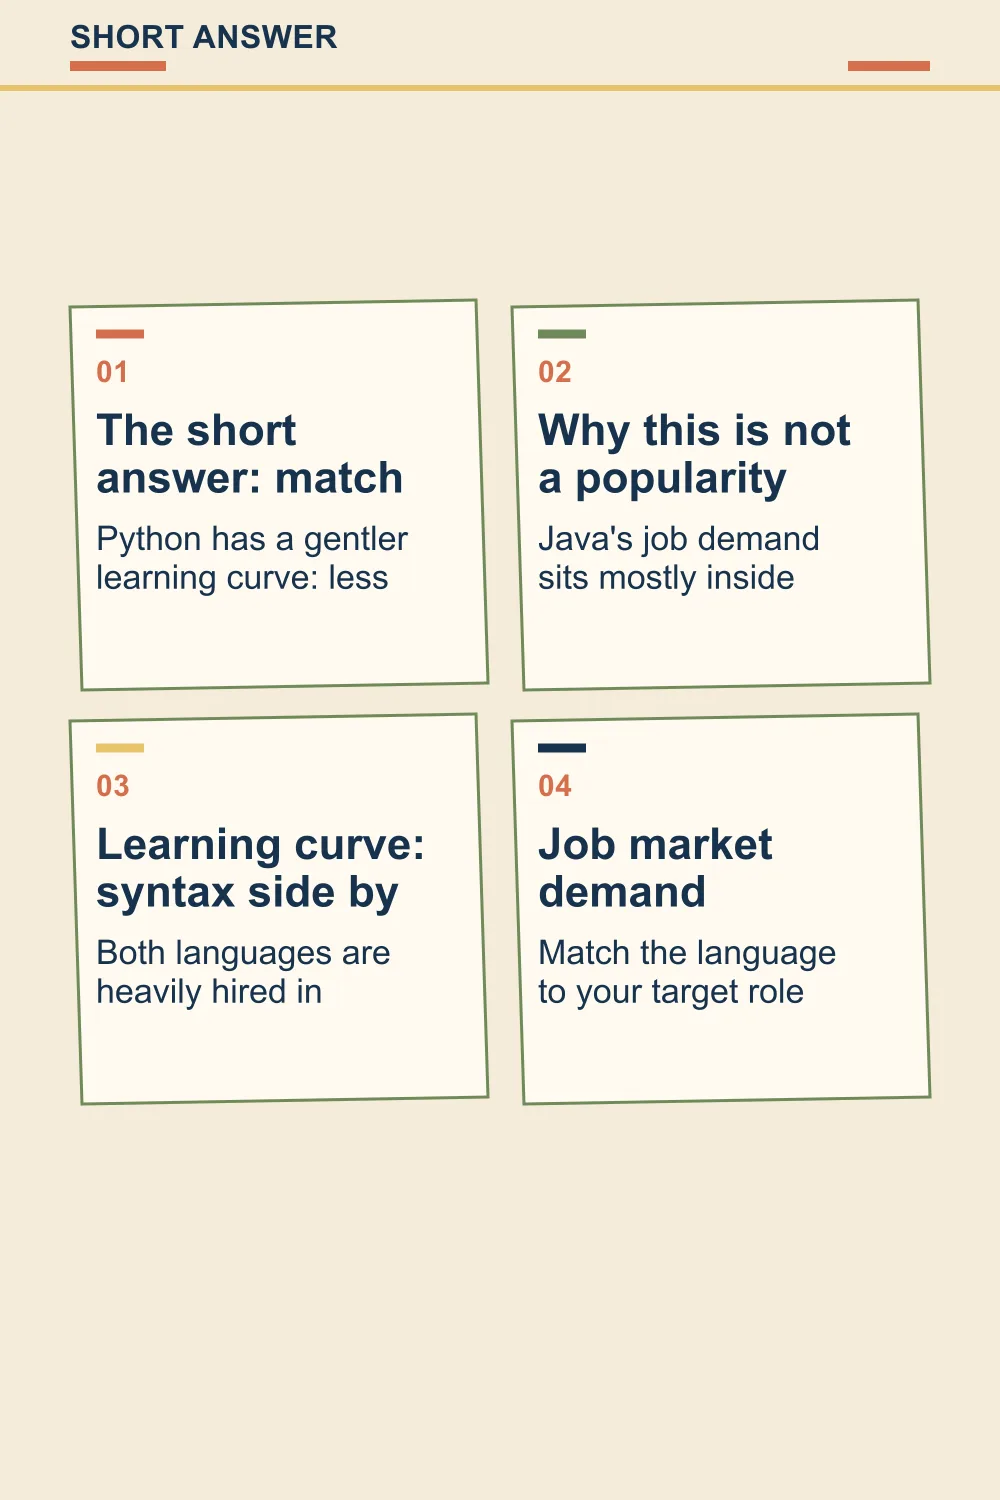 SHORT ANSWER
01
The short
answer: match
Python has a gentler
learning curve: less
02
Why this is not
a popularity
Java's job demand
sits mostly inside
03
Learning curve:
syntax side by
Both languages are
heavily hired in
04
Job market
demand
Match the language
to your target role